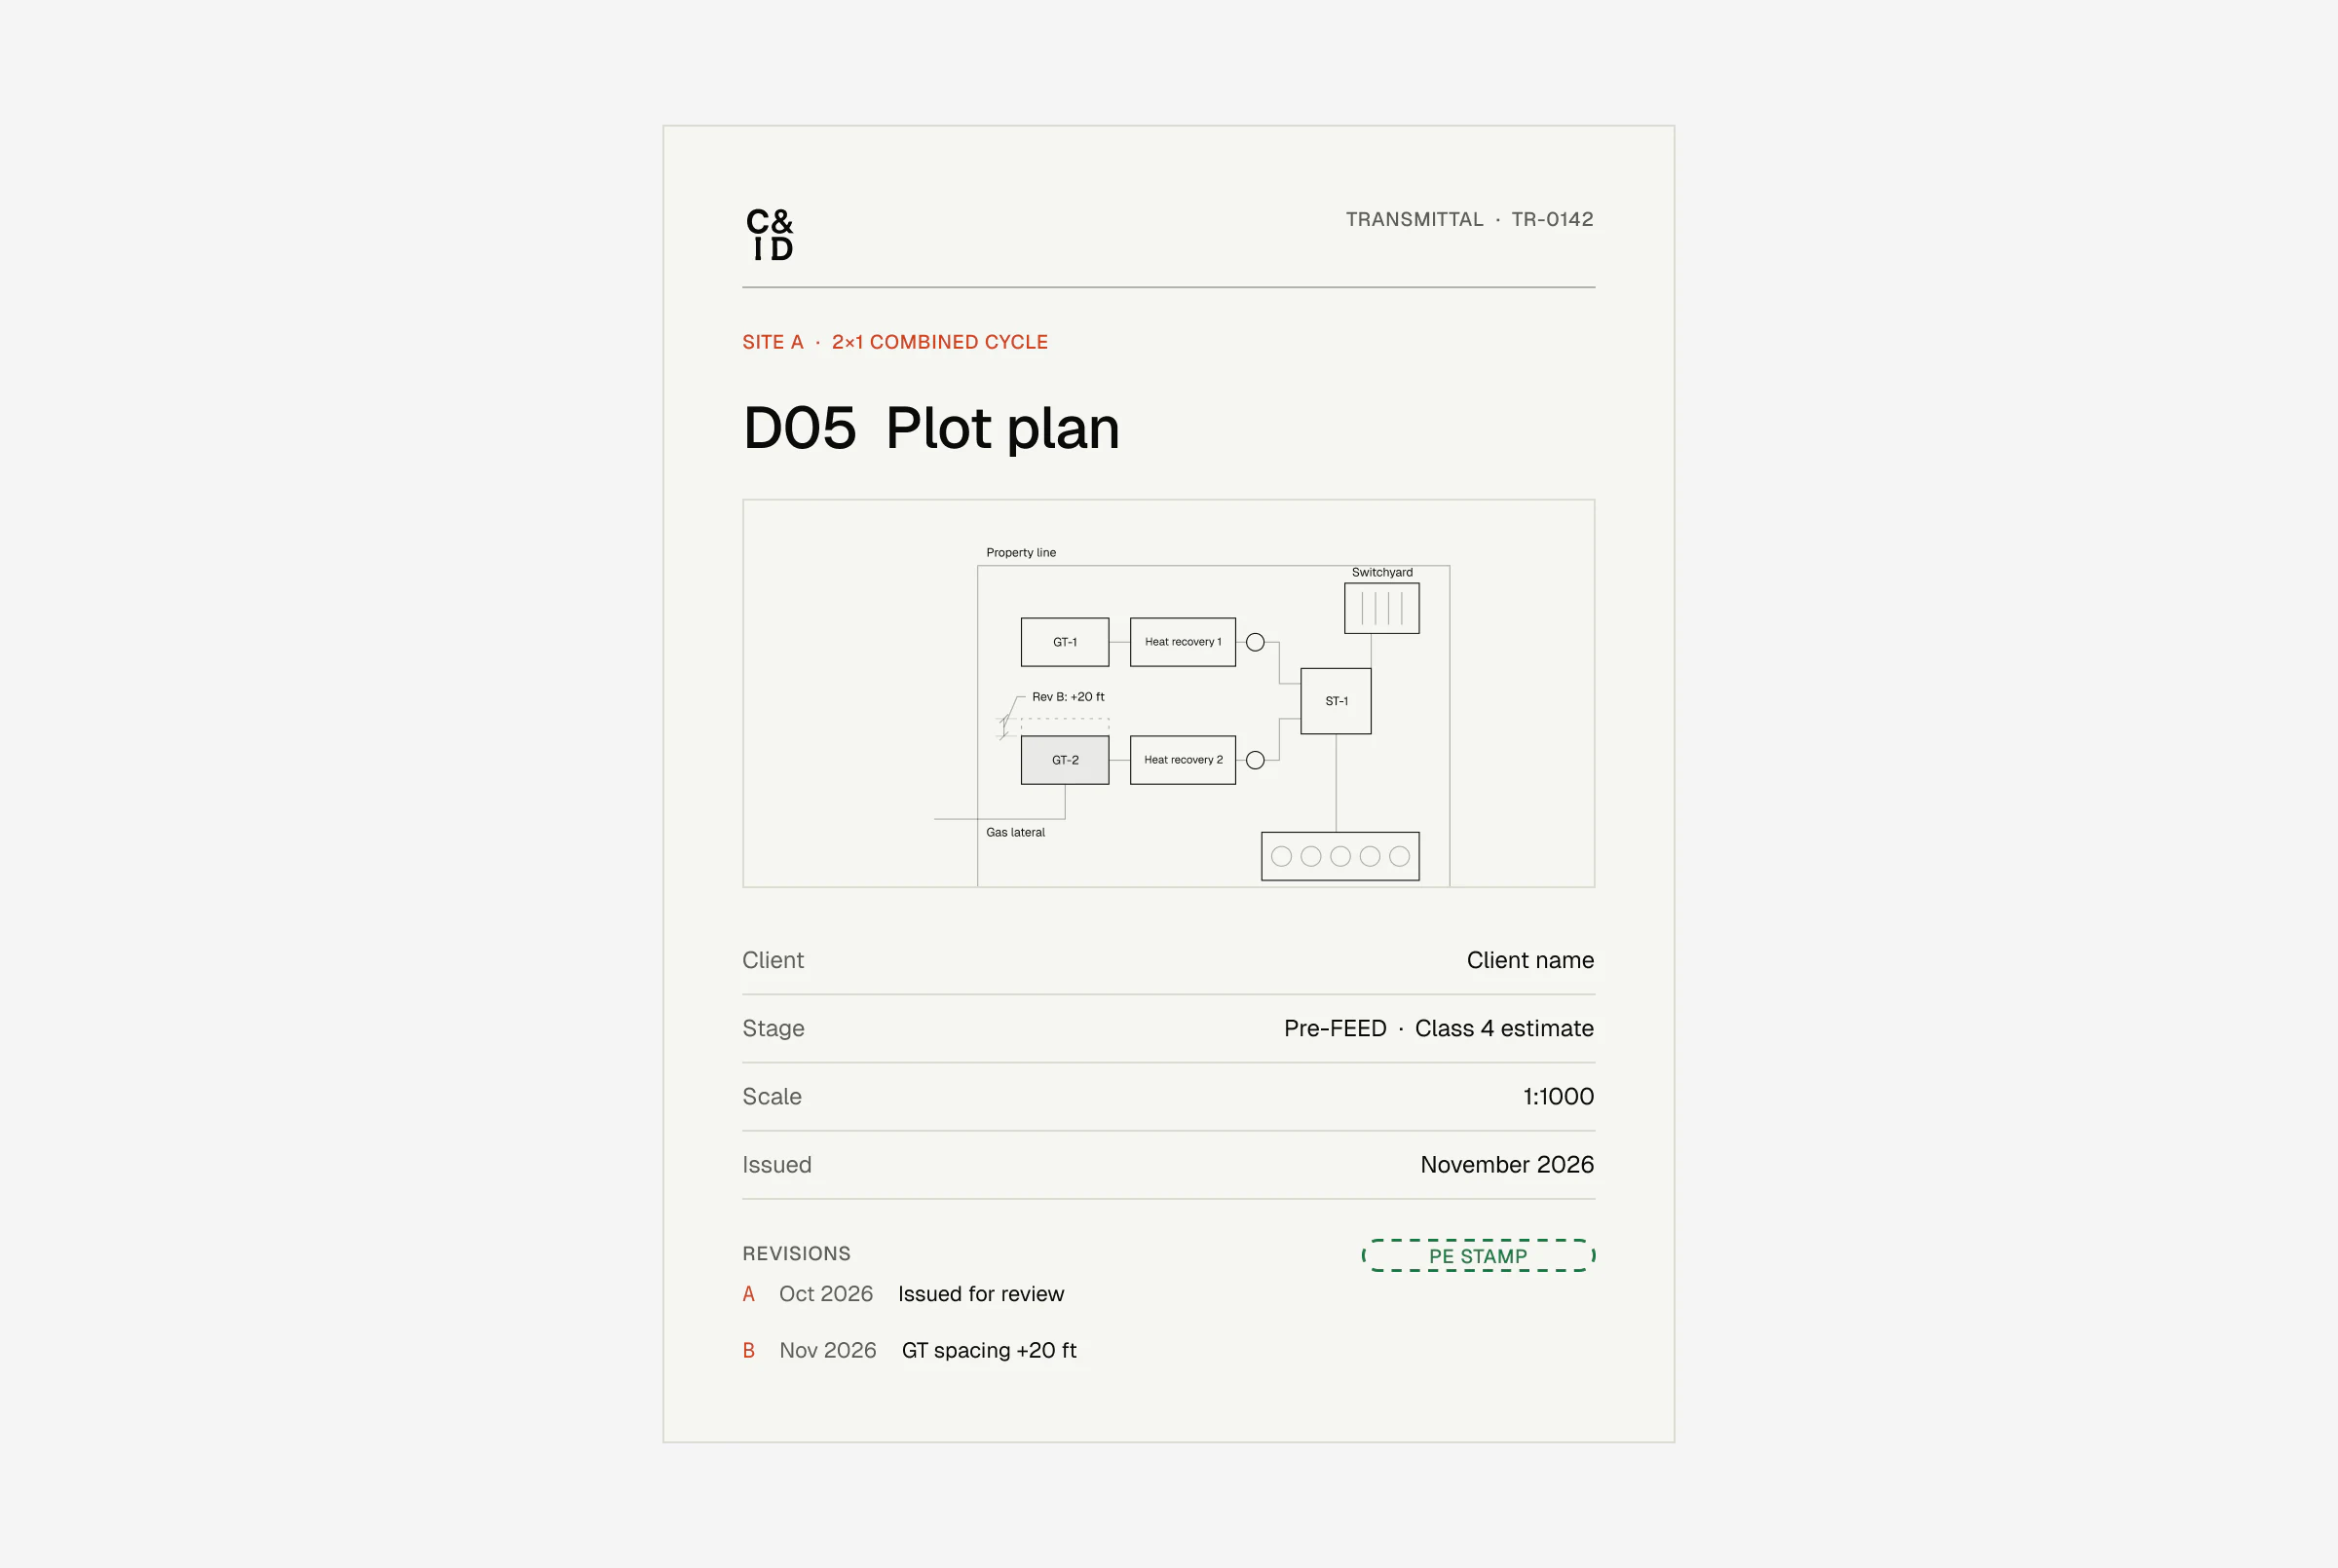 C&
ID
TRANSMITTAL · TR-0142
SITE A · 2×1 COMBINED CYCLE
D05 Plot plan
Property line
Switchyard
GT-1
Heat recovery 1
Rev B: +20 ft
ST-1
GT-2
Heat recovery 2
Gas lateral
Client Client name
Stage Pre-FEED · Class 4 estimate
Scale 1:1000
Issued November 2026
REVISIONS
PE STAMP
A Oct 2026 Issued for review
B Nov 2026 GT spacing +20 ft